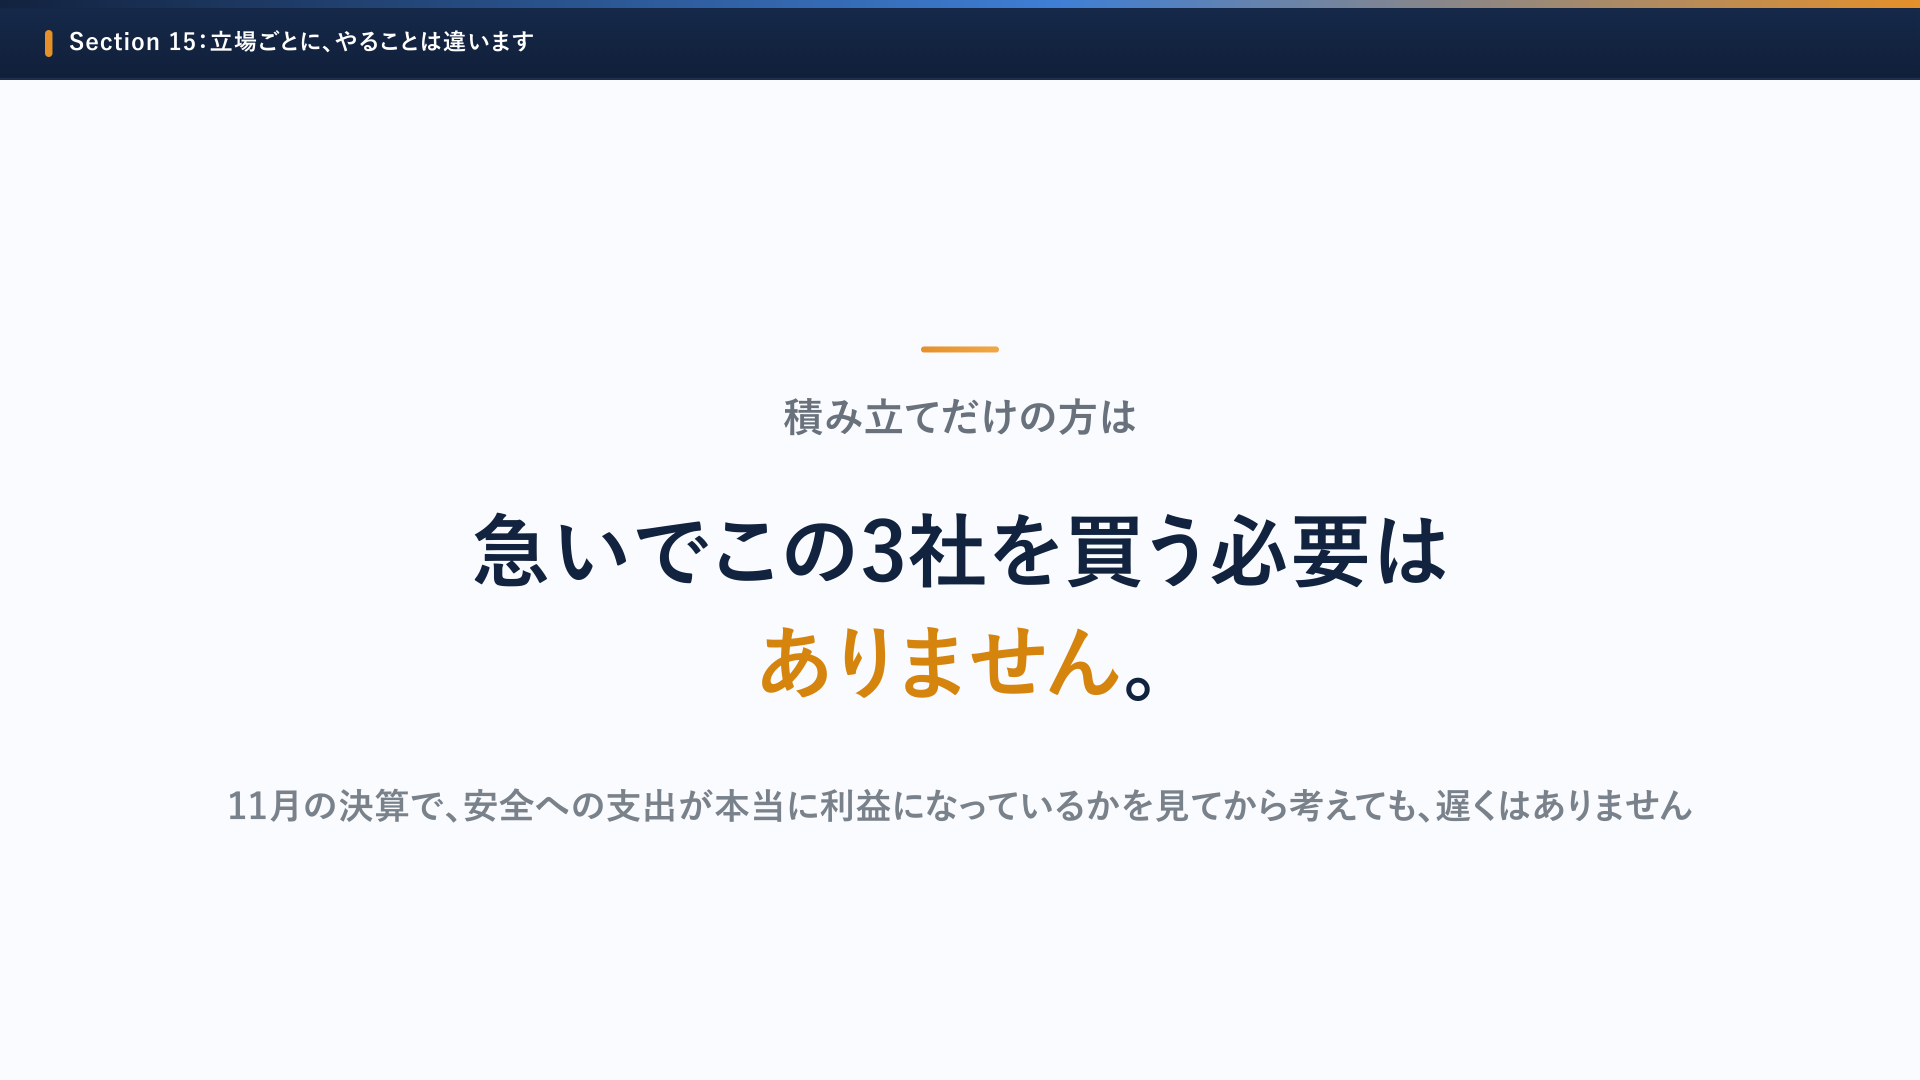 Section 15：立場ごとに、やることは違います
積み立てだけの方は
急いでこの3社を買う必要は
ありません。
11月の決算で、安全への支出が本当に利益になっているかを見てから考えても、遅くはありません